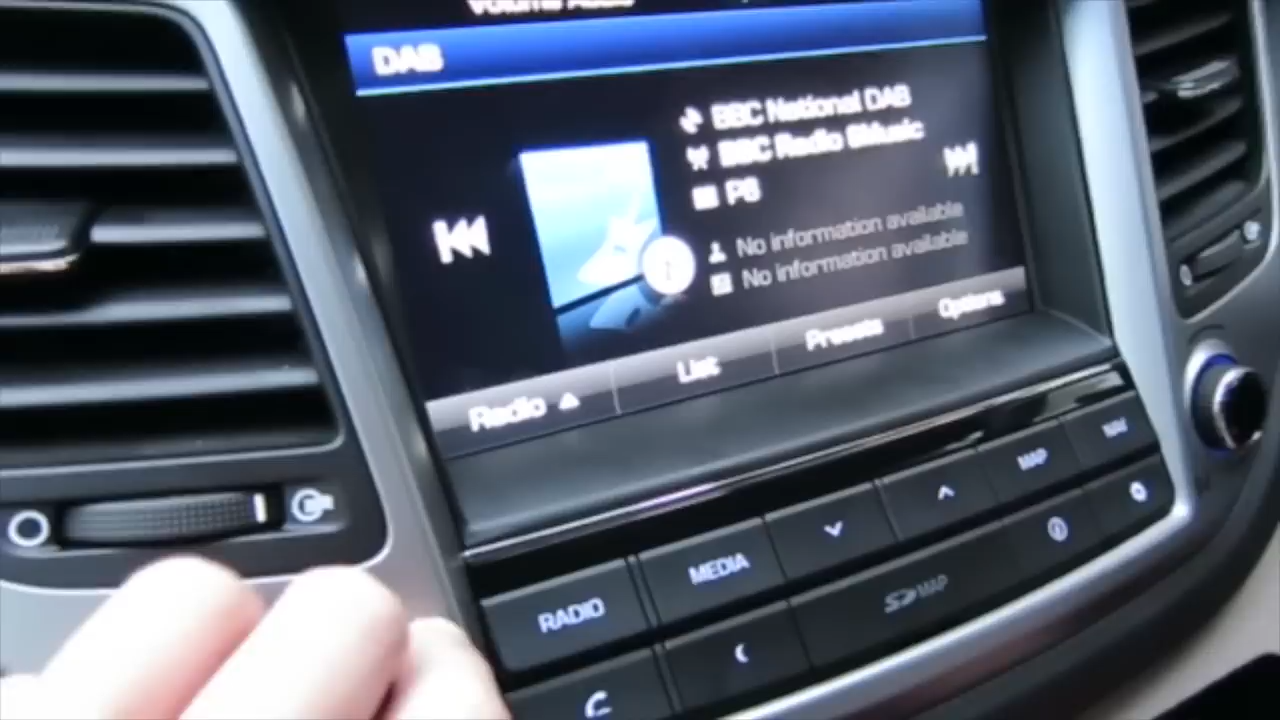 DAB
BBC National DAB
BBC Radio 6Music
P6
No information available
No information available
Radio
List
Presets
Options
RADIO
MEDIA
MAP
NAV
SD MAP